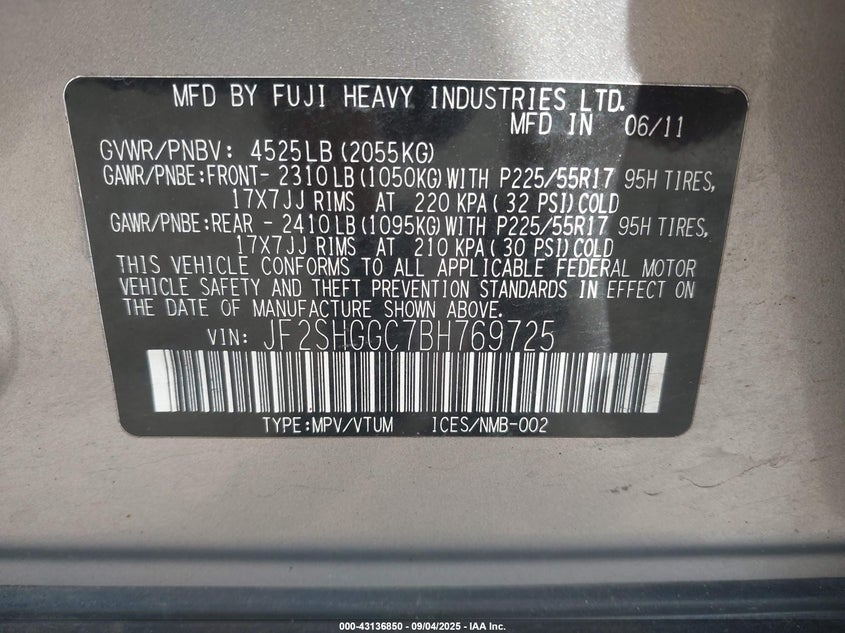 MFD BY FUJI HEAVY INDUSTRIES LTD.
MFD IN 06/11
GVWR/PNBV: 4525LB (2055KG)
GAWR/PNBE:FRONT- 2310 LB (1050KG) WITH P225/55R17 95H TIRES,
17X7JJ RIMS AT 220 KPA ( 32 PSI) COLD
GAWR/PNBE:REAR - 2410 LB (1095KG) WITH P225/55R17 95H TIRES,
17X7JJ RIMS AT 210 KPA ( 30 PSI) COLD
THIS VEHICLE CONFORMS TO ALL APPLICABLE FEDERAL MOTOR
VEHICLE SAFETY AND THEFT PREVENTION STANDARDS IN EFFECT ON
THE DATE OF MANUFACTURE SHOWN ABOVE.
VIN: JF2SHGGC7BH769725
TYPE:MPV/VTUM ICES/NMB-002
000-43136850 - 09/04/2025 - IAA Inc.